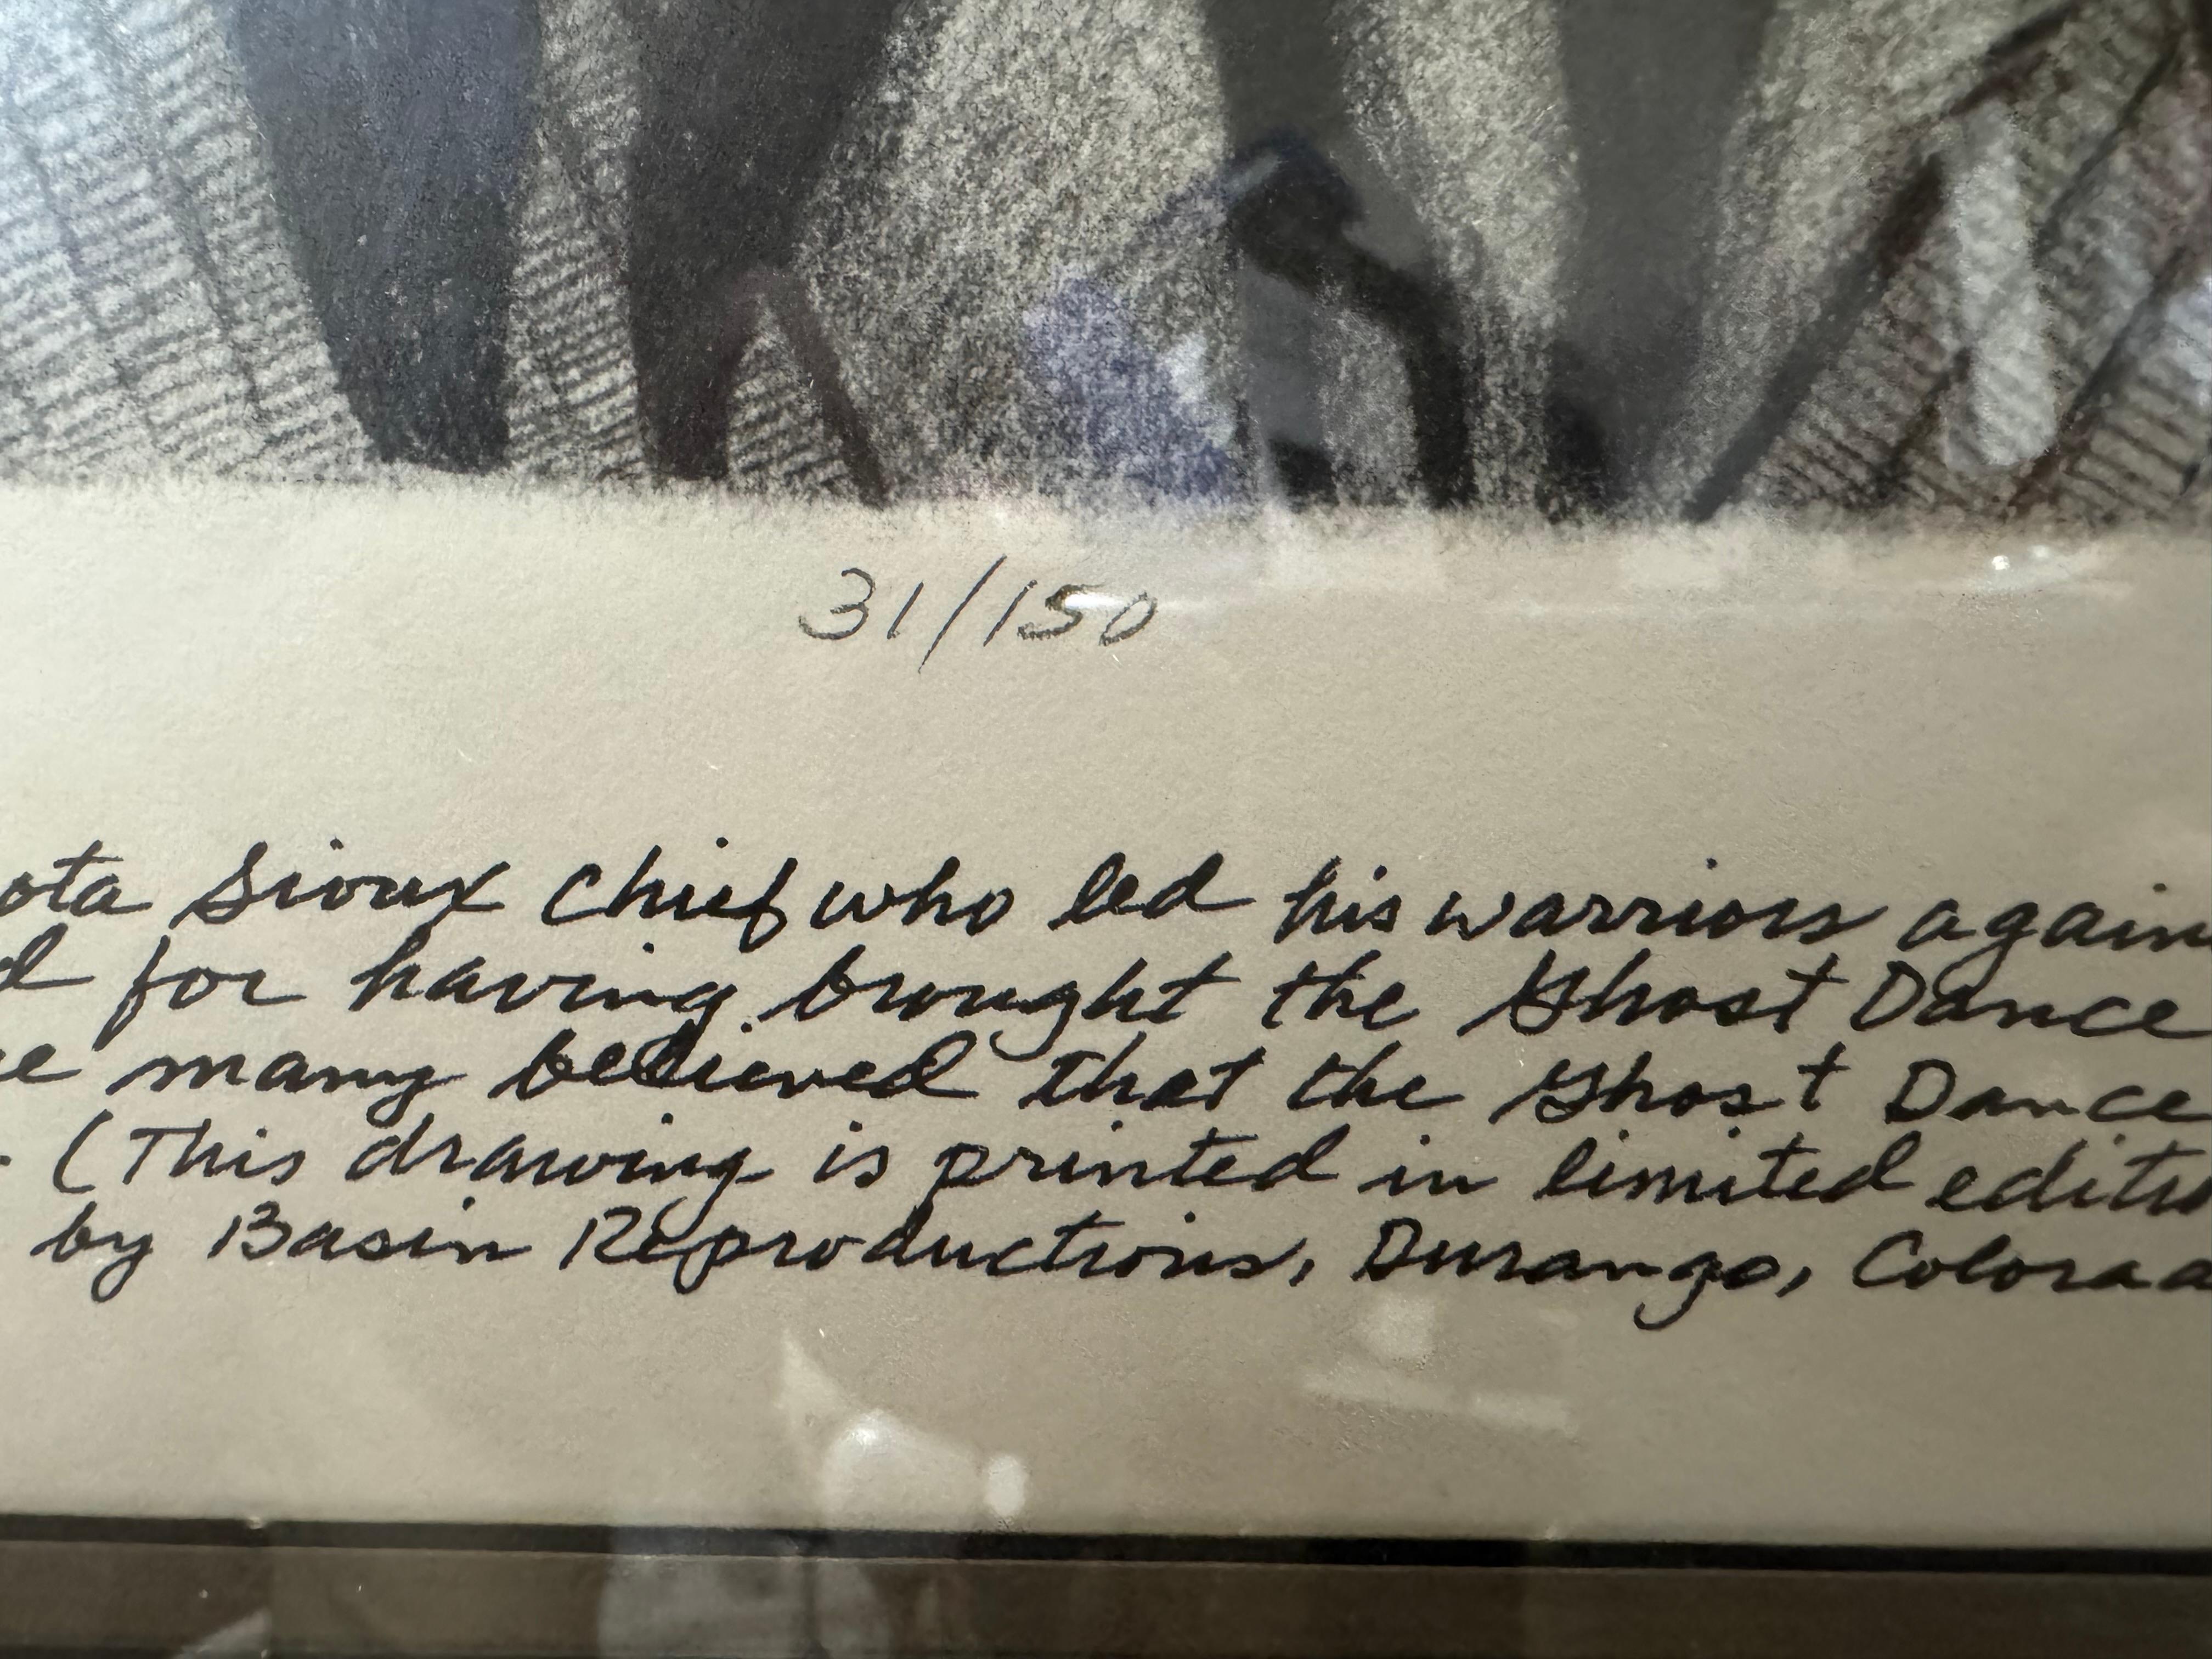 31/150
ota Sioux Chief who led his warriors again
d for having brought the Ghost Dance
e many believed that the Ghost Dance
(This drawing is printed in limited editi
by Basin Reproductions, Durango, Colorad